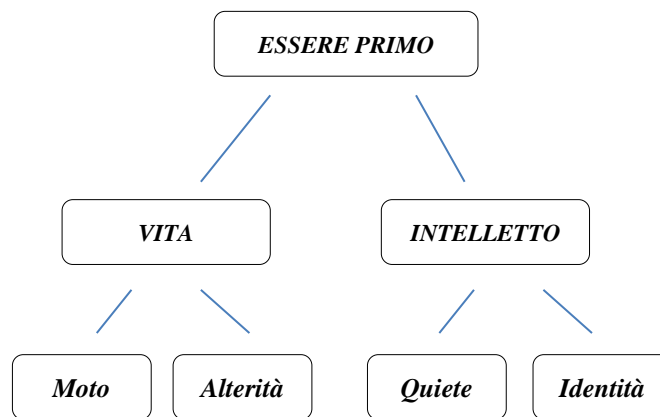 ESSERE PRIMO
VITA
INTELLETTO
Moto
Alterità
Quiete
Identità